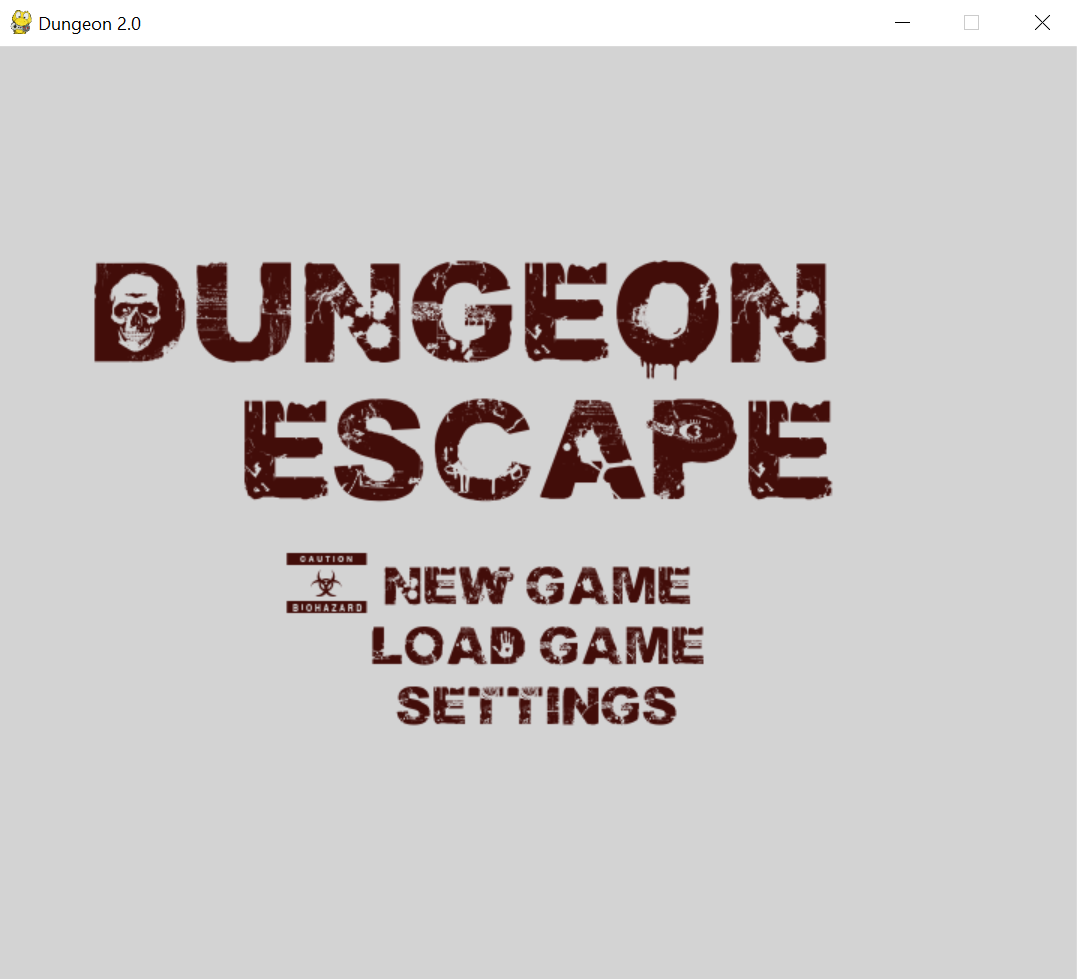 Dungeon 2.0
DUNGEON
ESCAPE
CAUTION
BIOHAZARD
NEW GAME
LOAD GAME
SETTINGS